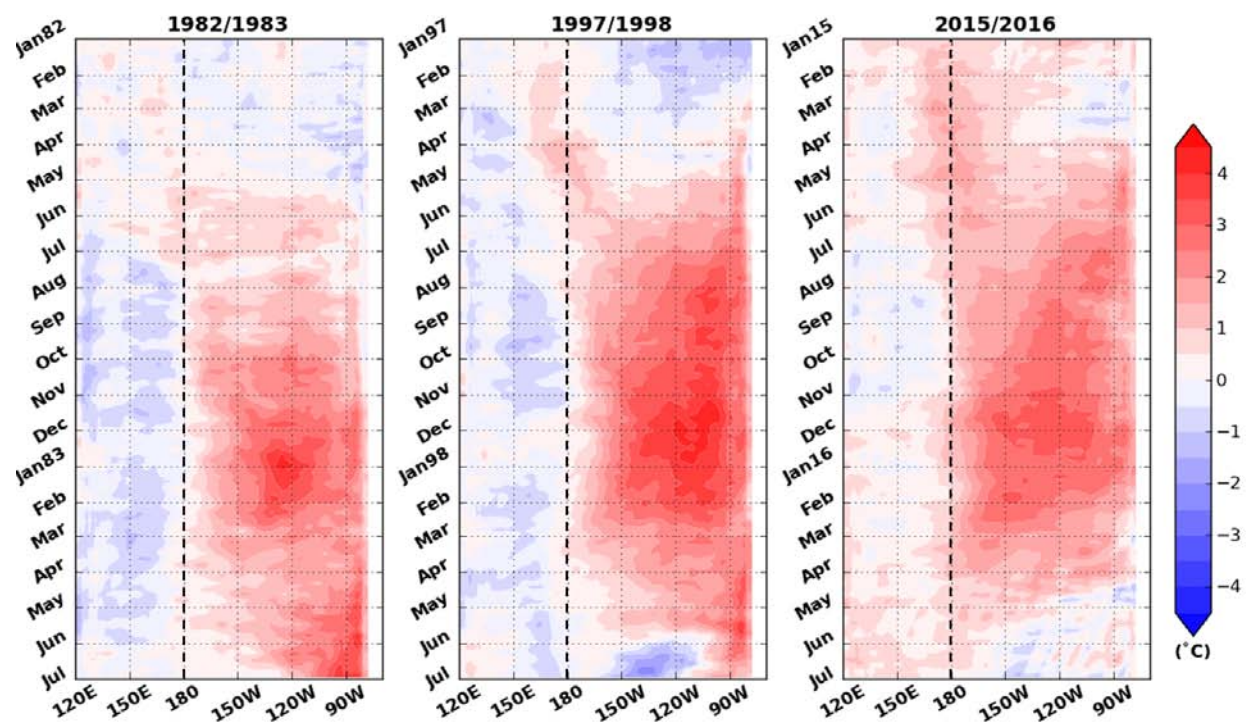 1982/1983
Jan82
Feb
Mar
Apr
May
Jun
Jul
Aug
Sep
Oct
Nov
Dec
Jan83
Feb
Mar
Apr
May
Jun
Jul
120E 150E 180 150W 120W 90W
1997/1998
Jan97
Feb
Mar
Apr
May
Jun
Jul
Aug
Sep
Oct
Nov
Dec
Jan98
Feb
Mar
Apr
May
Jun
Jul
120E 150E 180 150W 120W 90W
2015/2016
Jan15
Feb
Mar
Apr
May
Jun
Jul
Aug
Sep
Oct
Nov
Dec
Jan16
Feb
Mar
Apr
May
Jun
Jul
120E 150E 180 150W 120W 90W
4
3
2
1
0
−1
−2
−3
−4
(˚C)